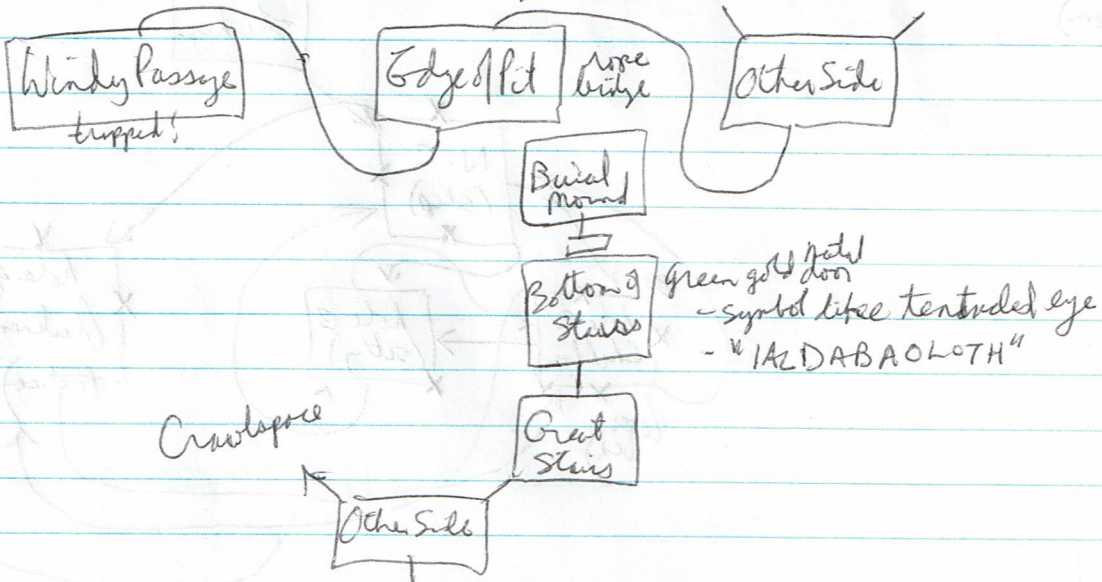 Windy Passage
trapped!
Edge of Pit
rope
bridge
Other Side
Burial
Mound
Bottom of
Stairs
green gold metal
door
- symbol like tentacled eye
- "IALDABAOLOTH"
Great
Stairs
Crawlspace
Other Side